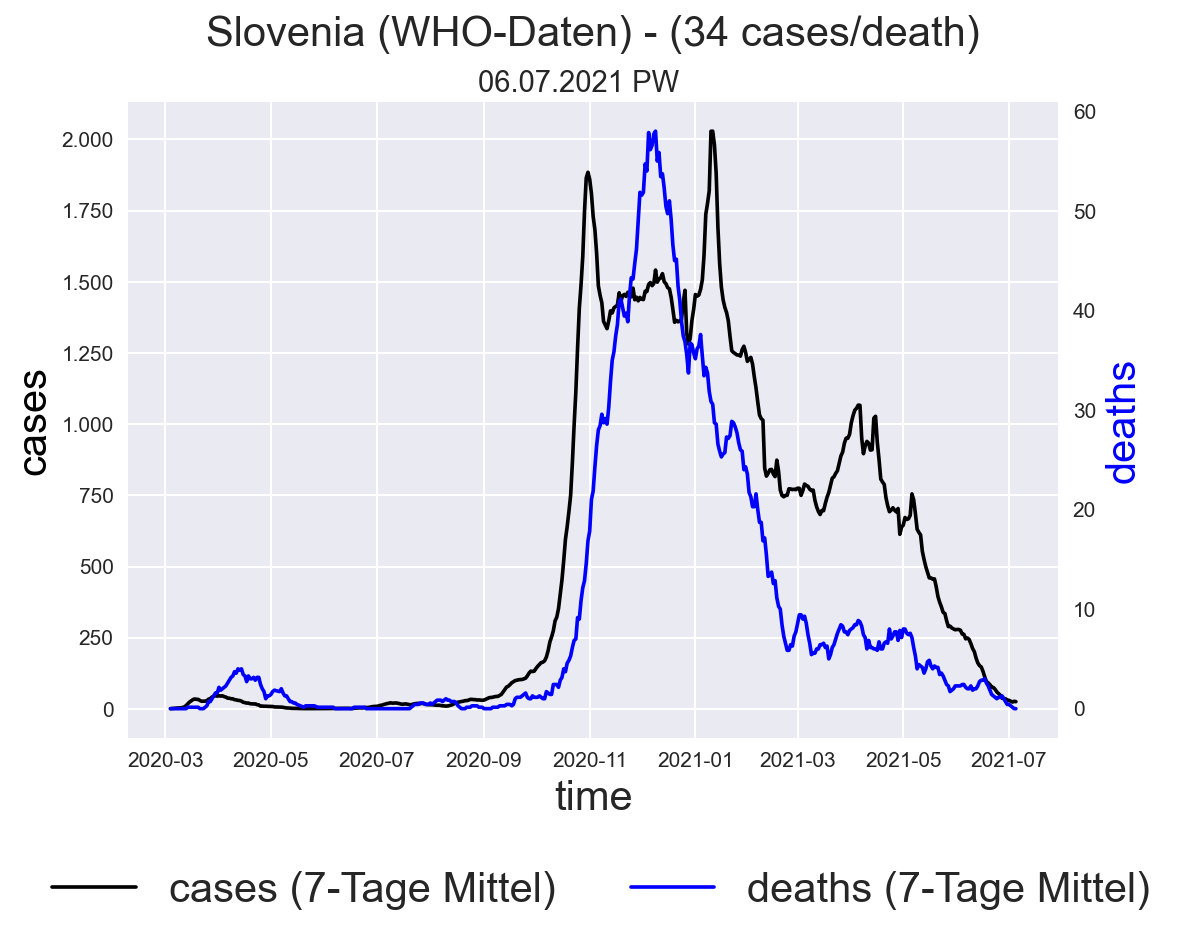 Slovenia (WHO-Daten) - (34 cases/death)
06.07.2021 PW
cases
2.000
1.750
1.500
1.250
1.000
750
500
250
0
60
50
40
30
20
10
0
deaths
2020-03 2020-05 2020-07 2020-09 2020-11 2021-01 2021-03 2021-05 2021-07
time
cases (7-Tage Mittel) deaths (7-Tage Mittel)